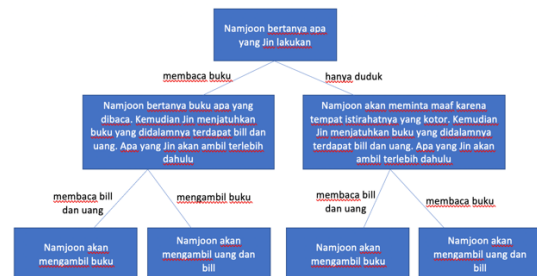 Namjoon bertanya apa
yang Jin lakukan
membaca buku
hanya duduk
Namjoon bertanya buku apa yang
dibaca. Kemudian Jin menjatuhkan
buku yang didalamnya terdapat bill dan
uang. Apa yang Jin akan ambil terlebih
dahulu
Namjoon akan meminta maaf karena
tempat istirahatnya yang kotor. Kemudian
Jin menjatuhkan buku yang didalamnya
terdapat bill dan uang. Apa yang Jin akan
ambil terlebih dahulu
membaca bill
dan uang
mengambil buku
membaca bill
dan uang
membaca buku
Namjoon akan
mengambil buku
Namjoon akan
mengambil uang dan
bill
Namjoon akan
mengambil buku
Namjoon akan
mengambil uang dan
bill